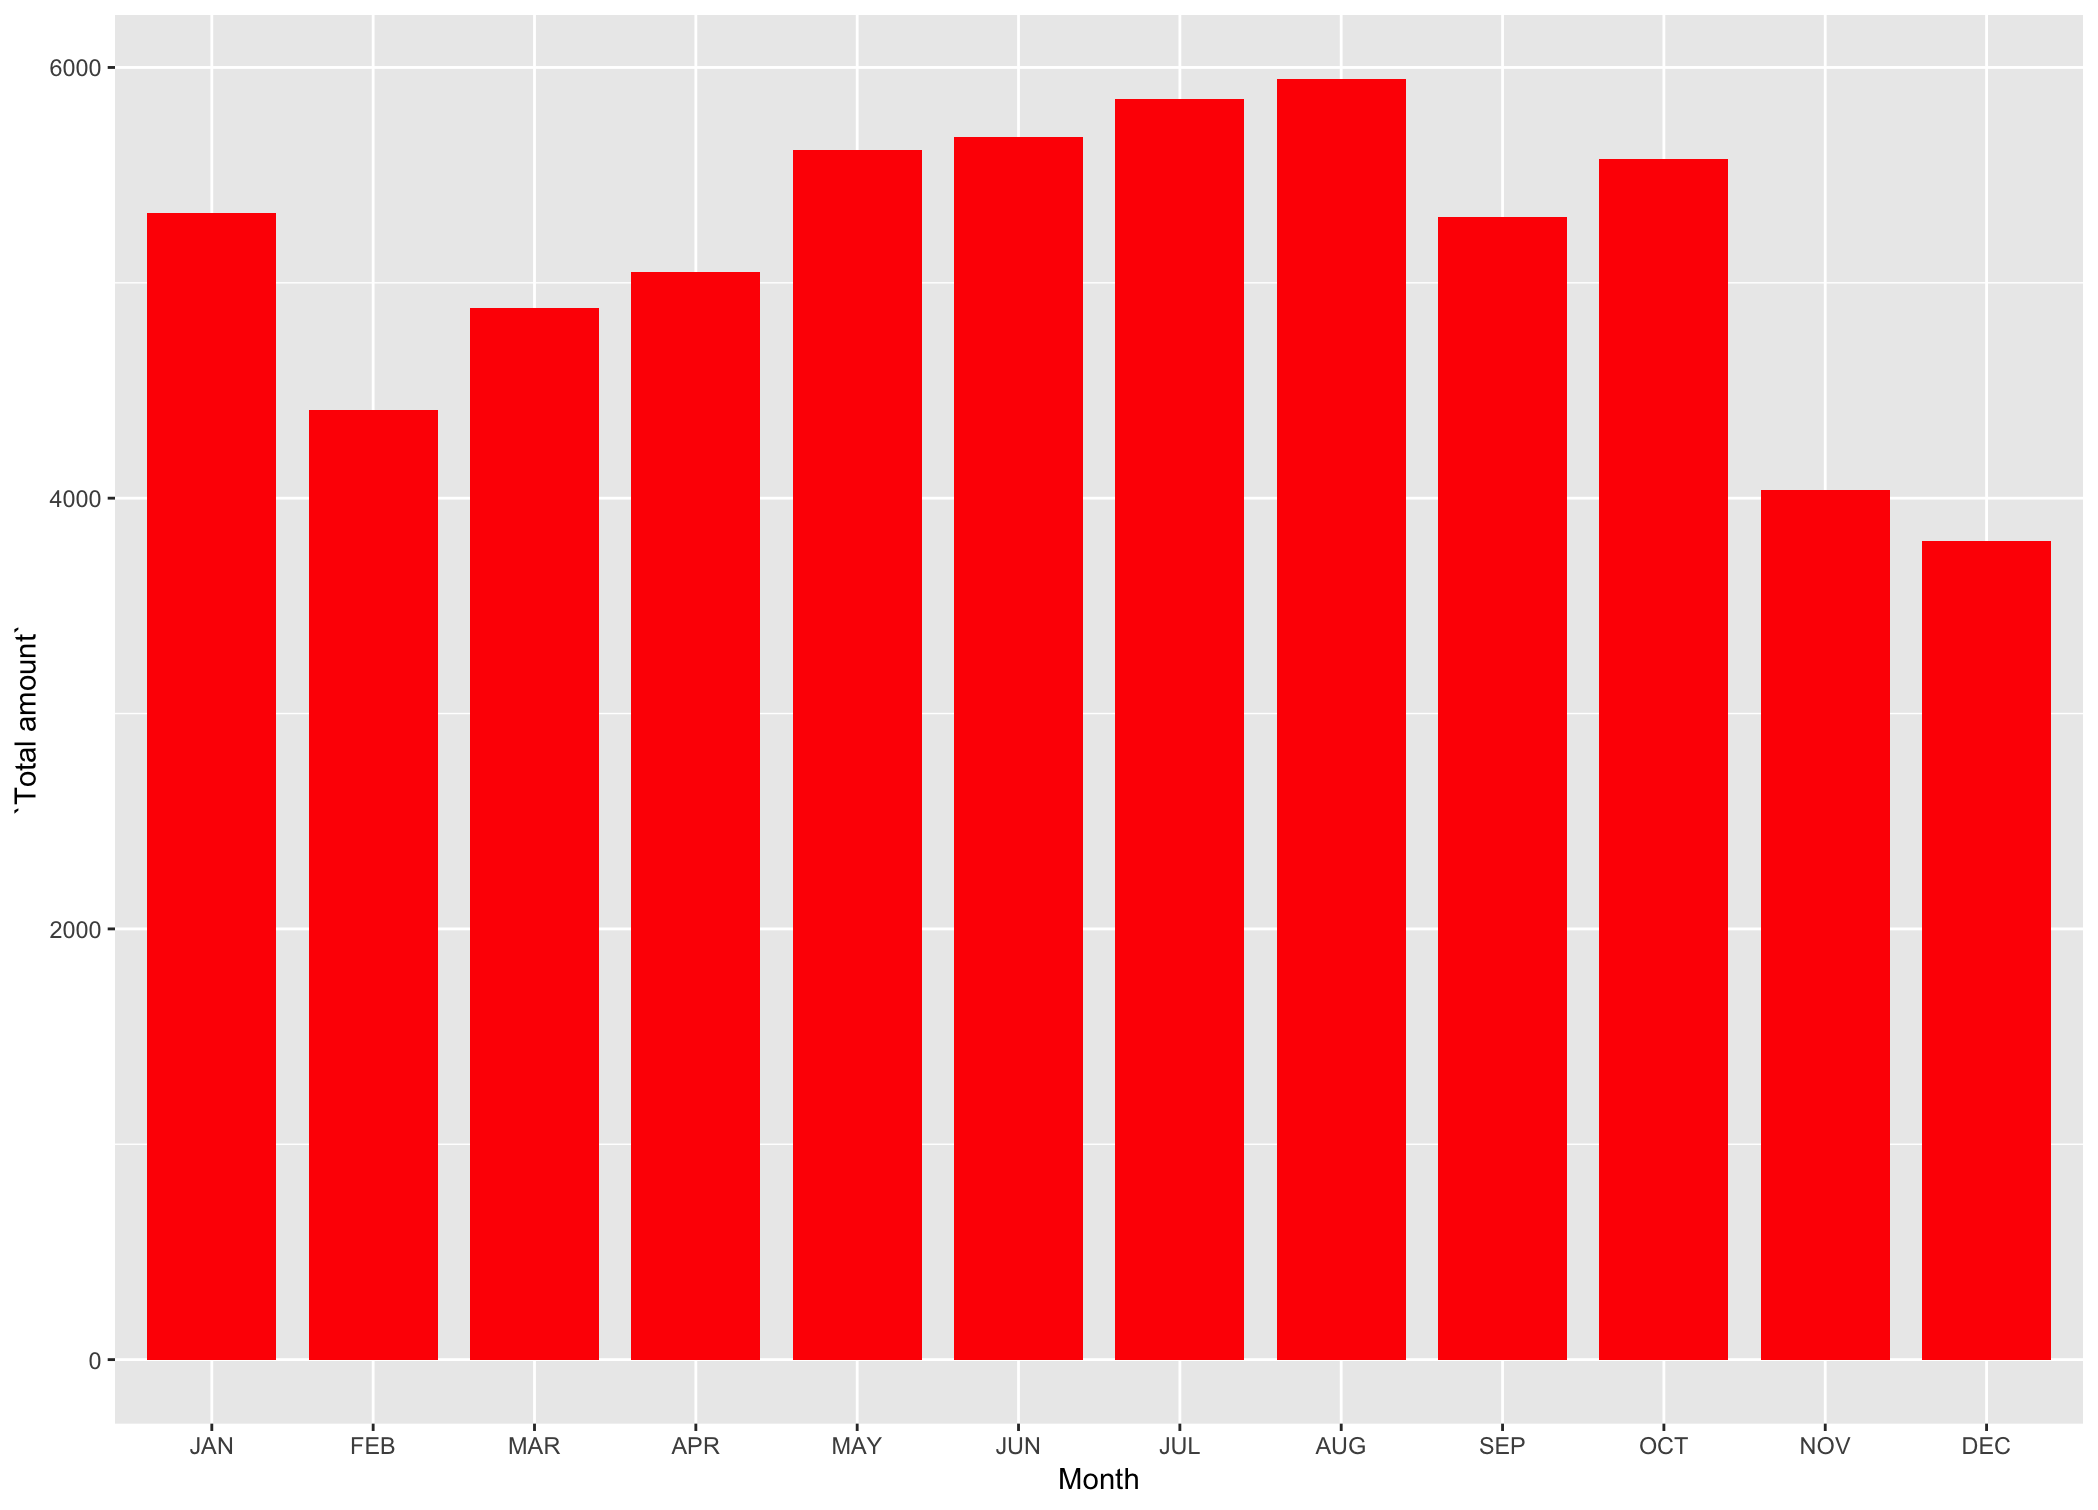 6000
4000
2000
0
`Total amount`
JAN FEB MAR APR MAY JUN JUL AUG SEP OCT NOV DEC
Month